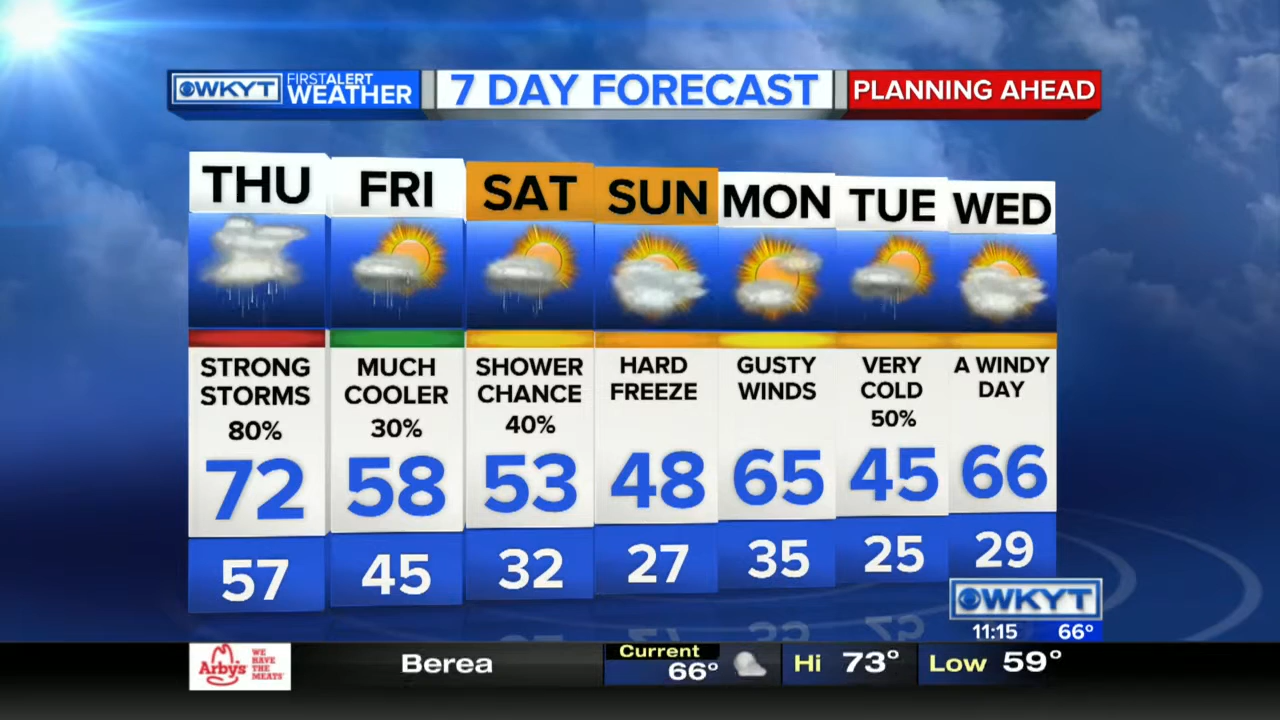 WKYT FIRST ALERT WEATHER 7 DAY FORECAST PLANNING AHEAD
THU FRI SAT SUN MON TUE WED
STRONG STORMS 80% 72 57
MUCH COOLER 30% 58 45
SHOWER CHANCE 40% 53 32
HARD FREEZE 48 27
GUSTY WINDS 65 35
VERY COLD 50% 45 25
A WINDY DAY 66 29
WKYT
11:15 66°
Arby's WE HAVE THE MEATS
Berea
Current 66°
Hi 73°
Low 59°